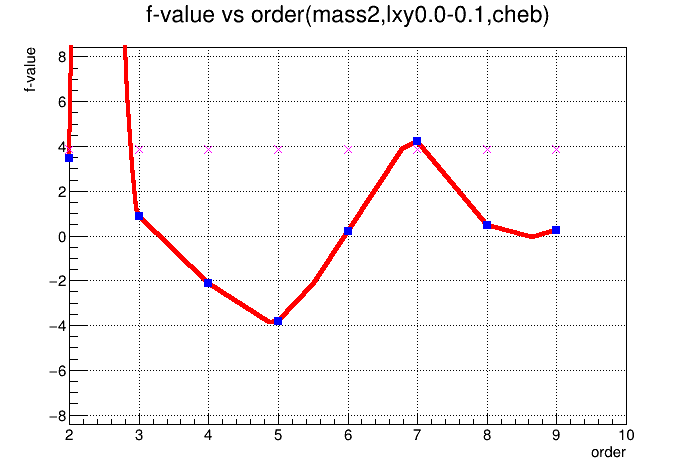 f-value vs order(mass2,lxy0.0-0.1,cheb)
f-value
8
6
4
2
0
−2
−4
−6
−8
2 3 4 5 6 7 8 9 10
order